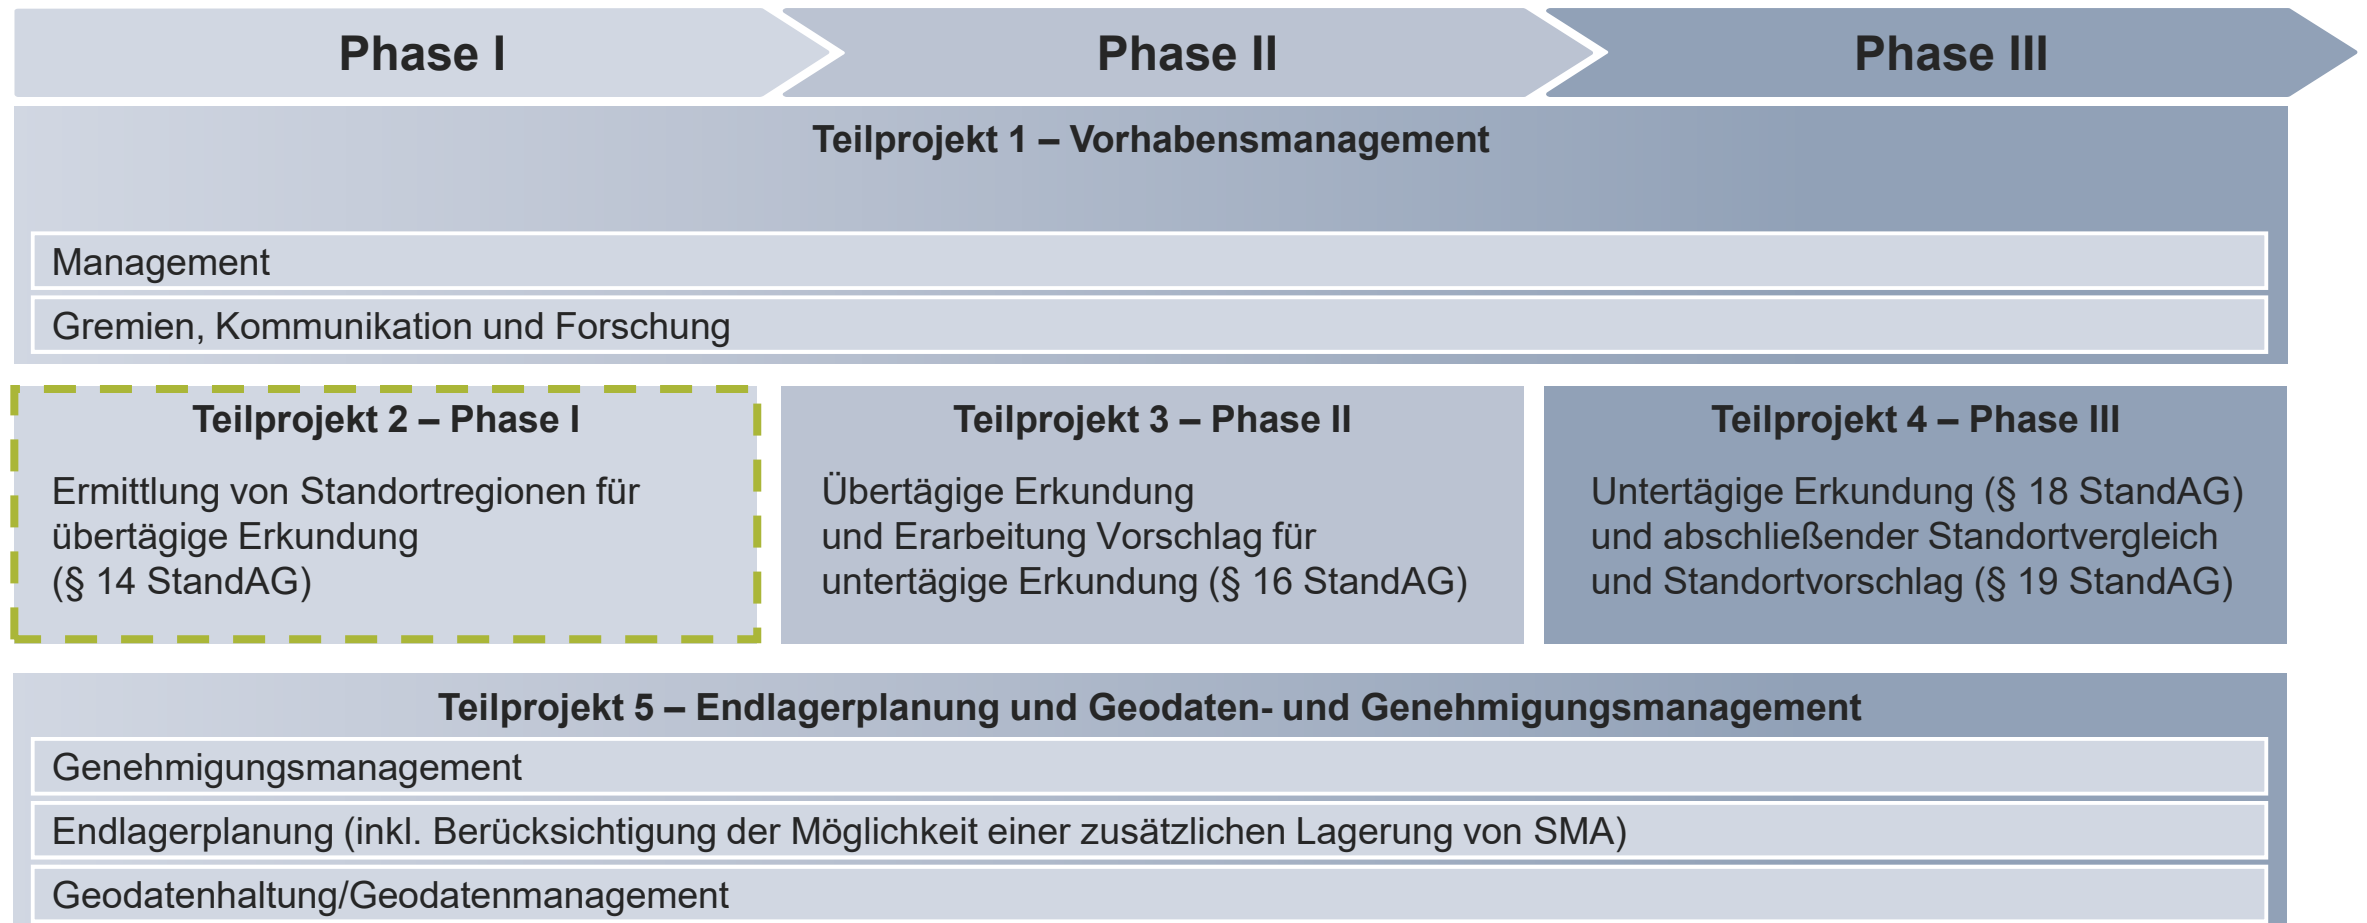 Phase I
Phase II
Phase III
Teilprojekt 1 – Vorhabensmanagement
Management
Gremien, Kommunikation und Forschung
Teilprojekt 2 – Phase I
Ermittlung von Standortregionen für
übertägige Erkundung
(§ 14 StandAG)
Teilprojekt 3 – Phase II
Übertägige Erkundung
und Erarbeitung Vorschlag für
untertägige Erkundung (§ 16 StandAG)
Teilprojekt 4 – Phase III
Untertägige Erkundung (§ 18 StandAG)
und abschließender Standortvergleich
und Standortvorschlag (§ 19 StandAG)
Teilprojekt 5 – Endlagerplanung und Geodaten- und Genehmigungsmanagement
Genehmigungsmanagement
Endlagerplanung (inkl. Berücksichtigung der Möglichkeit einer zusätzlichen Lagerung von SMA)
Geodatenhaltung/Geodatenmanagement